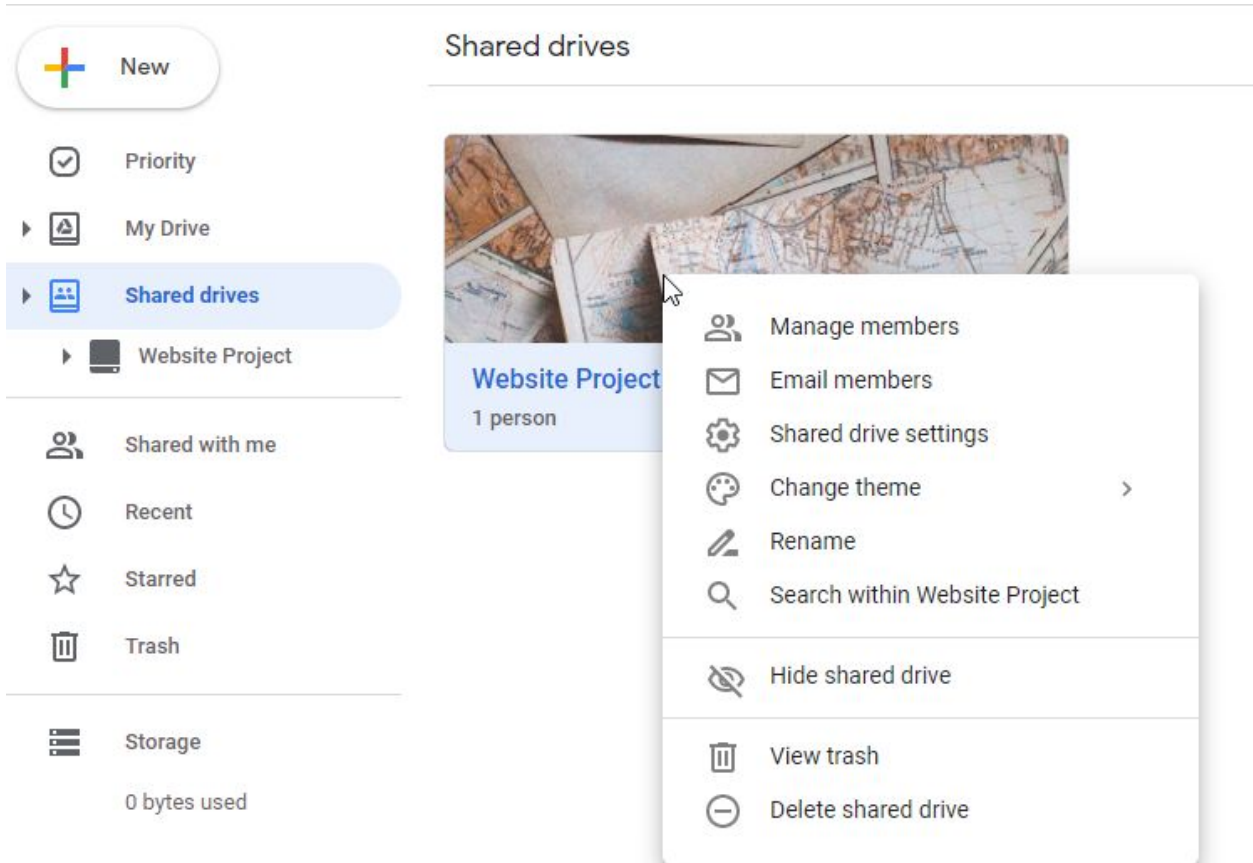 New
Priority
My Drive
Shared drives
Website Project
Shared with me
Recent
Starred
Trash
Storage
0 bytes used
Shared drives
Website Project
1 person
Manage members
Email members
Shared drive settings
Change theme
Rename
Search within Website Project
Hide shared drive
View trash
Delete shared drive